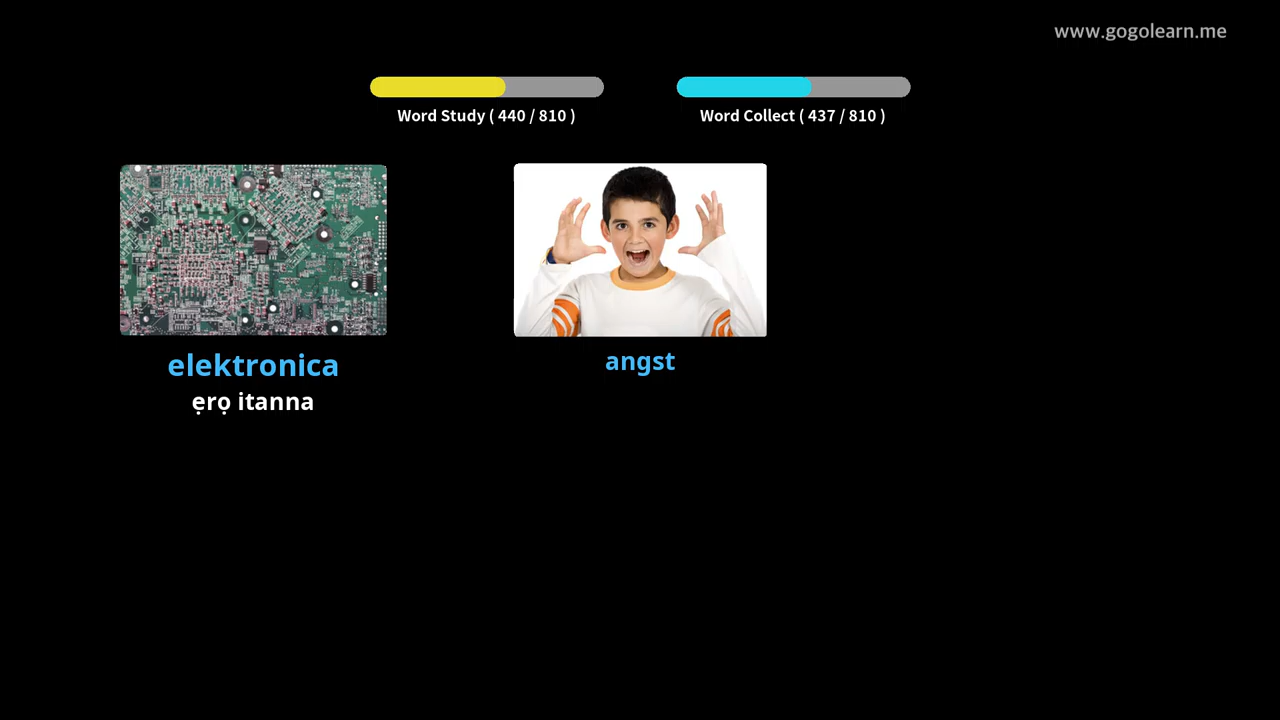 www.gogolearn.me
Word Study ( 440 / 810 )
Word Collect ( 437 / 810 )
elektronica
ẹrọ itanna
angst